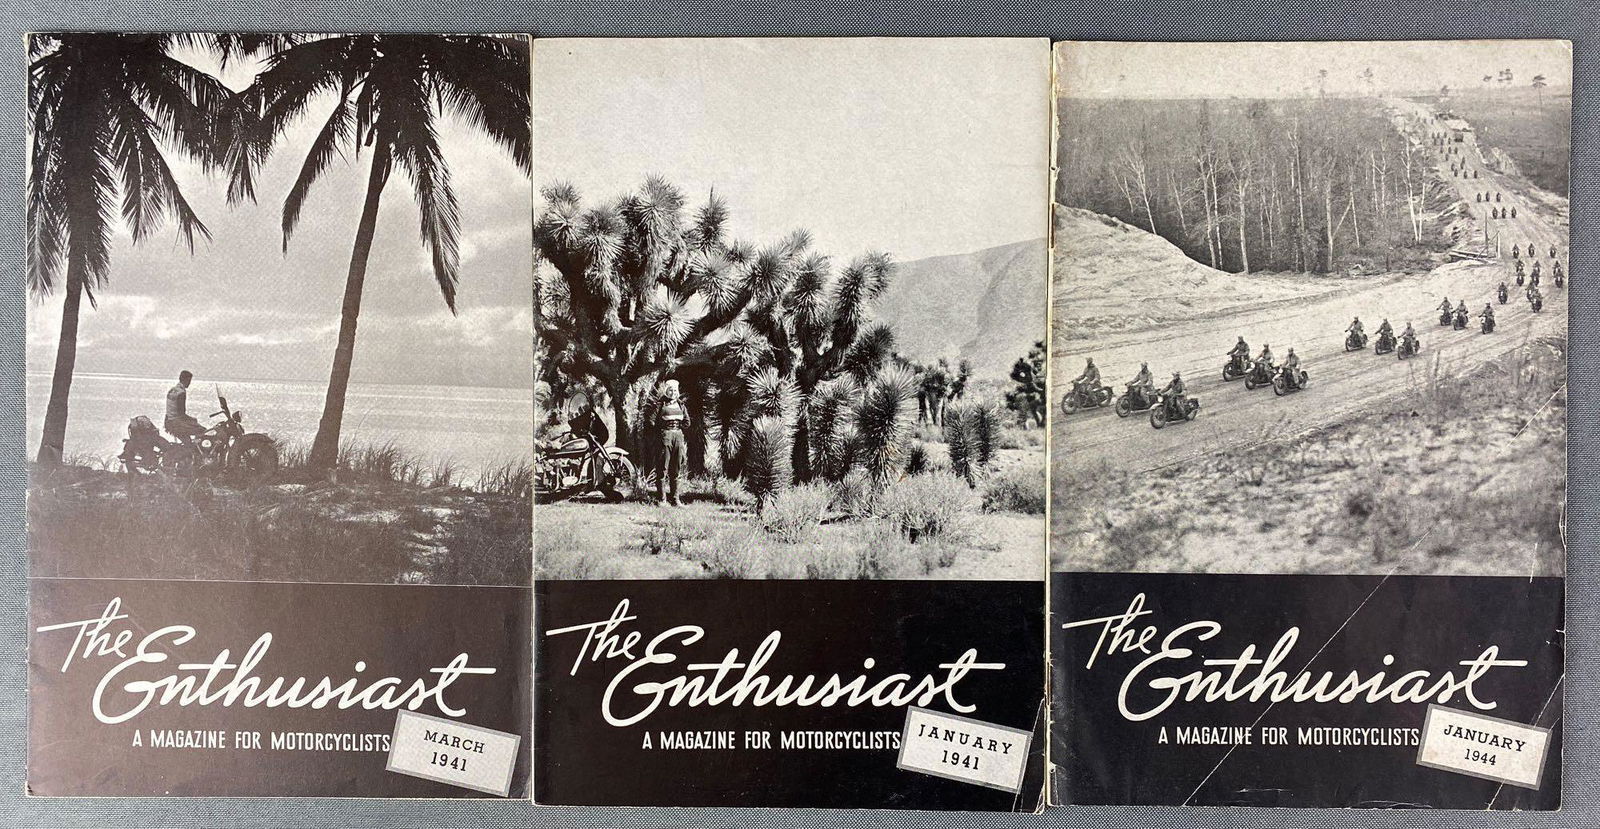 The
Enthusiast
A MAGAZINE FOR MOTORCYCLISTS
MARCH
1941
The
Enthusiast
A MAGAZINE FOR MOTORCYCLISTS
JANUARY
1941
The
Enthusiast
A MAGAZINE FOR MOTORCYCLISTS
JANUARY
1944